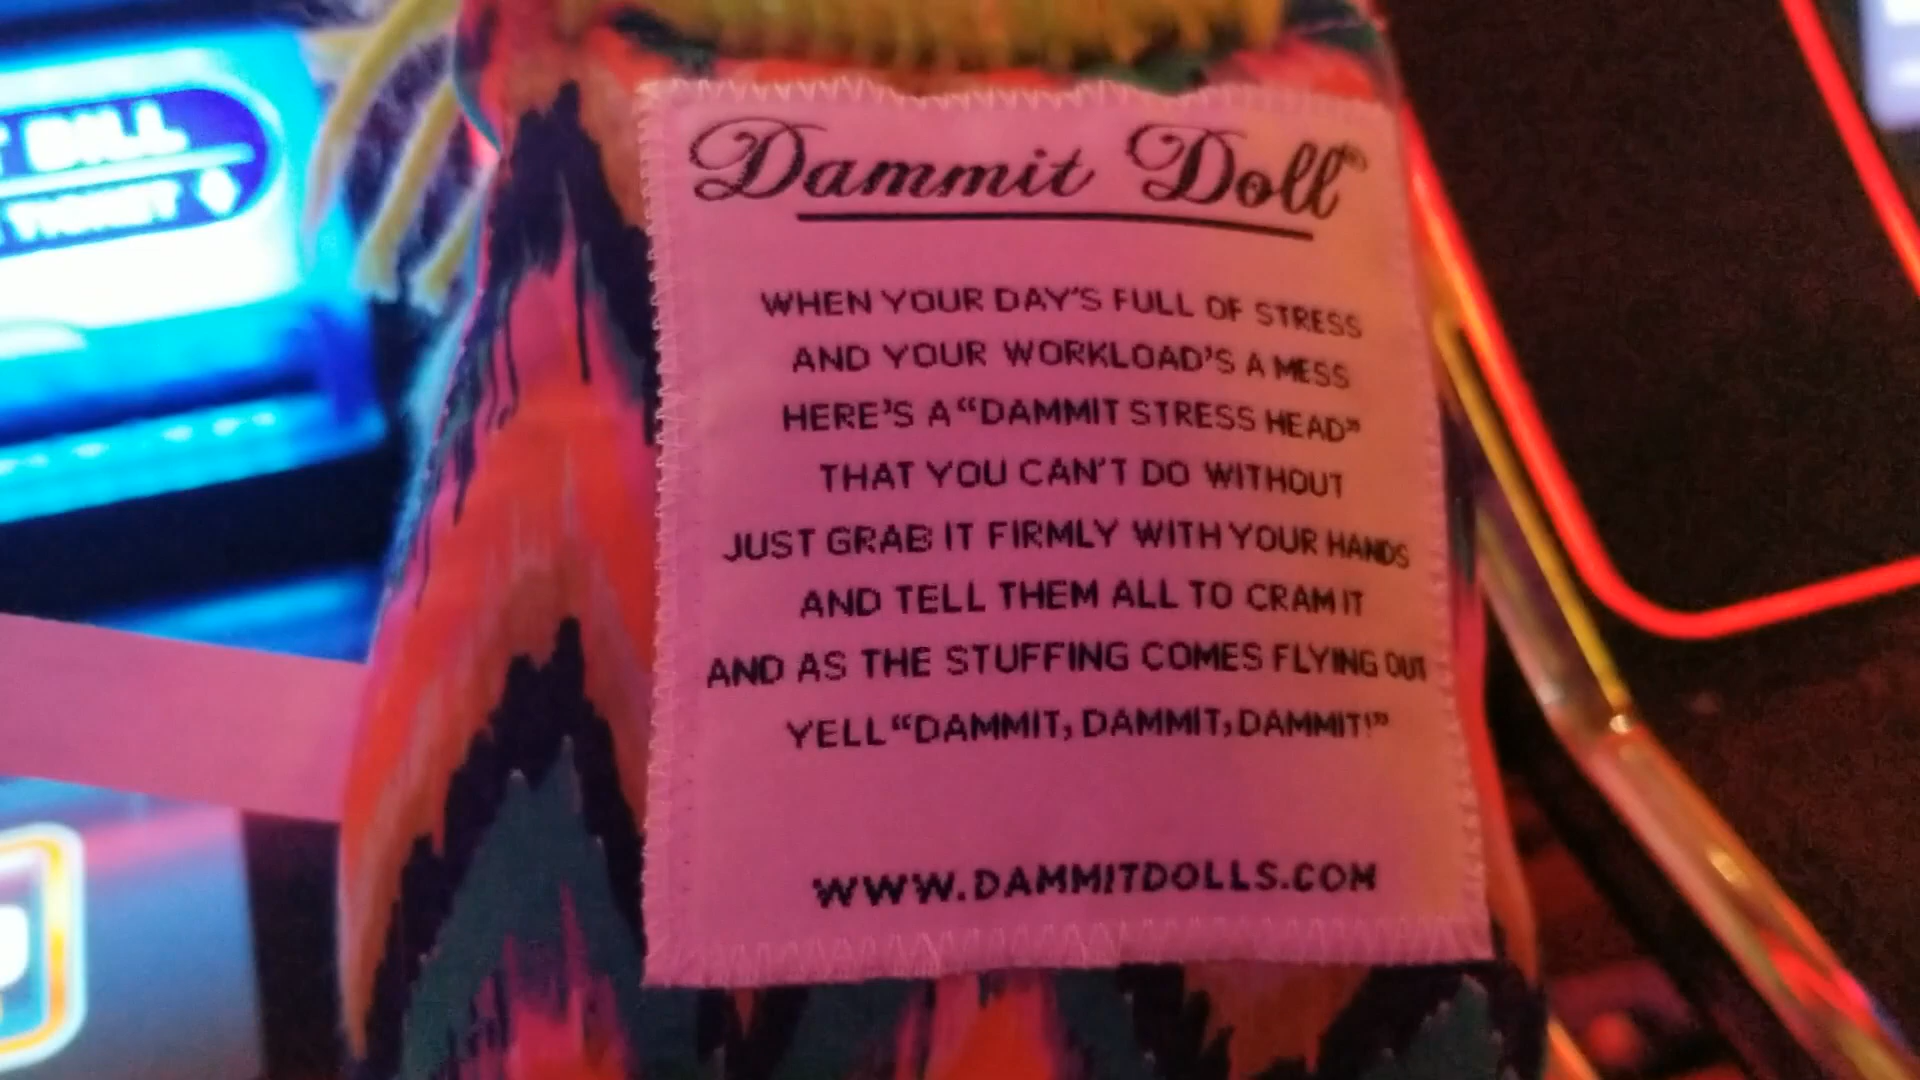 Dammit Doll®
WHEN YOUR DAY'S FULL OF STRESS
AND YOUR WORKLOAD'S A MESS
HERE'S A "DAMMIT STRESS HEAD"
THAT YOU CAN'T DO WITHOUT
JUST GRAB IT FIRMLY WITH YOUR HANDS
AND TELL THEM ALL TO CRAM IT
AND AS THE STUFFING COMES FLYING OUT
YELL "DAMMIT, DAMMIT, DAMMIT!"
WWW.DAMMITDOLLS.COM
BALL
TICKET